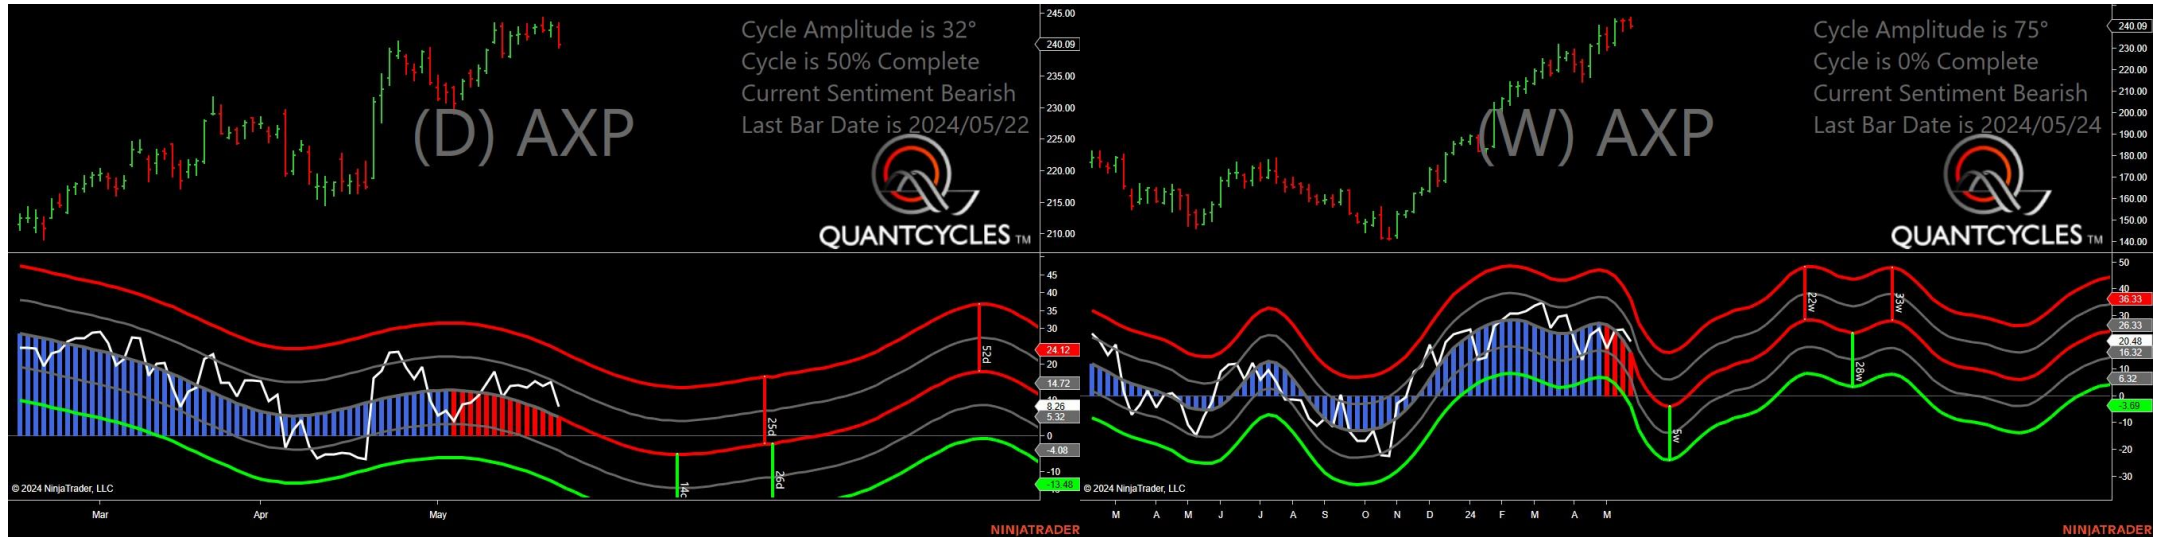 Cycle Amplitude is 32°
Cycle is 50% Complete
Current Sentiment Bearish
Last Bar Date is 2024/05/22
(D) AXP
QUANTCYCLES TM
245.00
240.09
235.00
230.00
225.00
220.00
215.00
210.00
45
40
35
30
24.12
20
14.72
8.26
5.32
0
-4.08
-10
-13.48
14d
25d
26d
52d
© 2024 NinjaTrader, LLC
Mar Apr May
NINJATRADER
Cycle Amplitude is 75°
Cycle is 0% Complete
Current Sentiment Bearish
Last Bar Date is 2024/05/24
(W) AXP
QUANTCYCLES TM
240.09
230.00
220.00
210.00
200.00
190.00
180.00
170.00
160.00
150.00
140.00
50
40
36.33
26.33
20.48
16.32
6.32
0
-3.69
-10
-20
-30
5w
22w
28w
33w
© 2024 NinjaTrader, LLC
M A M J J A S O N D 24 F M A M
NINJATRADER